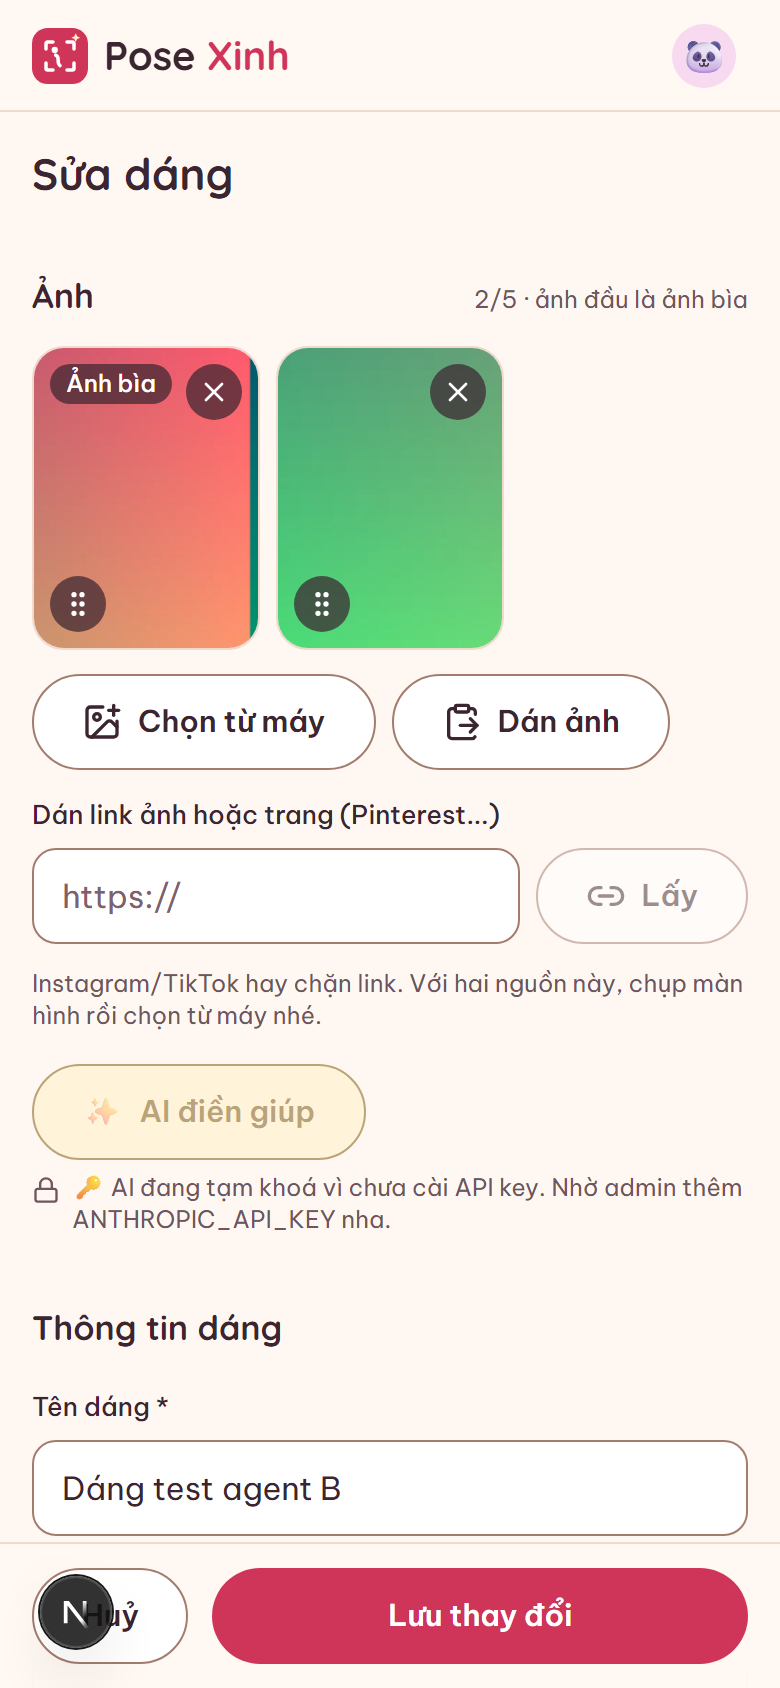 Pose Xinh
Sửa dáng
Ảnh
2/5 · ảnh đầu là ảnh bìa
Ảnh bìa
Chọn từ máy
Dán ảnh
Dán link ảnh hoặc trang (Pinterest...)
https://
Lấy
Instagram/TikTok hay chặn link. Với hai nguồn này, chụp màn
hình rồi chọn từ máy nhé.
AI điền giúp
AI đang tạm khoá vì chưa cài API key. Nhờ admin thêm
ANTHROPIC_API_KEY nha.
Thông tin dáng
Tên dáng *
Dáng test agent B
N
Huỷ
Lưu thay đổi